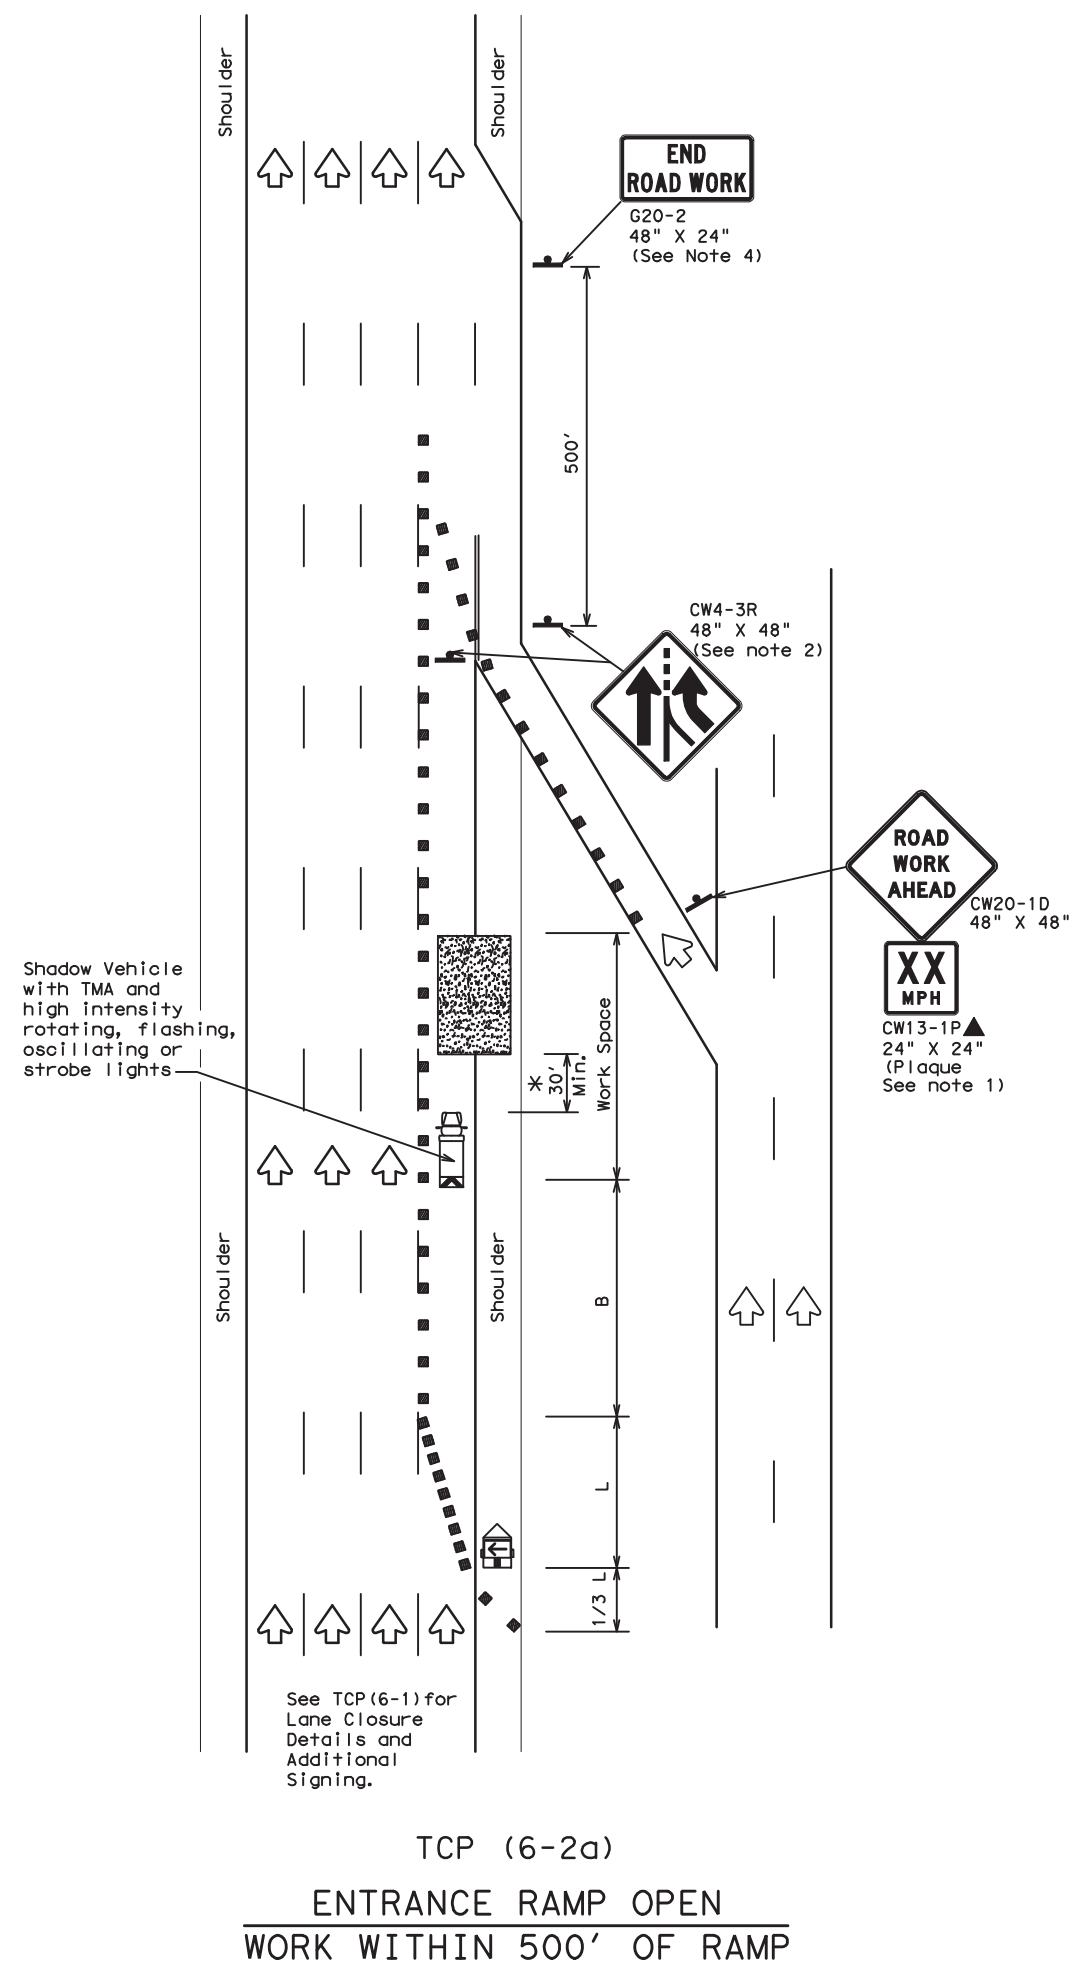 Shoulder
Shoulder
END
ROAD WORK
G20-2
48" X 24"
(See Note 4)
500'
CW4-3R
48" X 48"
(See note 2)
ROAD
WORK
AHEAD
CW20-1D
48" X 48"
XX
MPH
CW13-1P▲
24" X 24"
(Plaque
See note 1)
Shadow Vehicle
with TMA and
high intensity
rotating, flashing,
oscillating or
strobe lights
*
30'
Min.
Work Space
Shoulder
Shoulder
B
L
1/3 L
See TCP(6-1)for
Lane Closure
Details and
Additional
Signing.
TCP (6-2a)
ENTRANCE RAMP OPEN
WORK WITHIN 500' OF RAMP